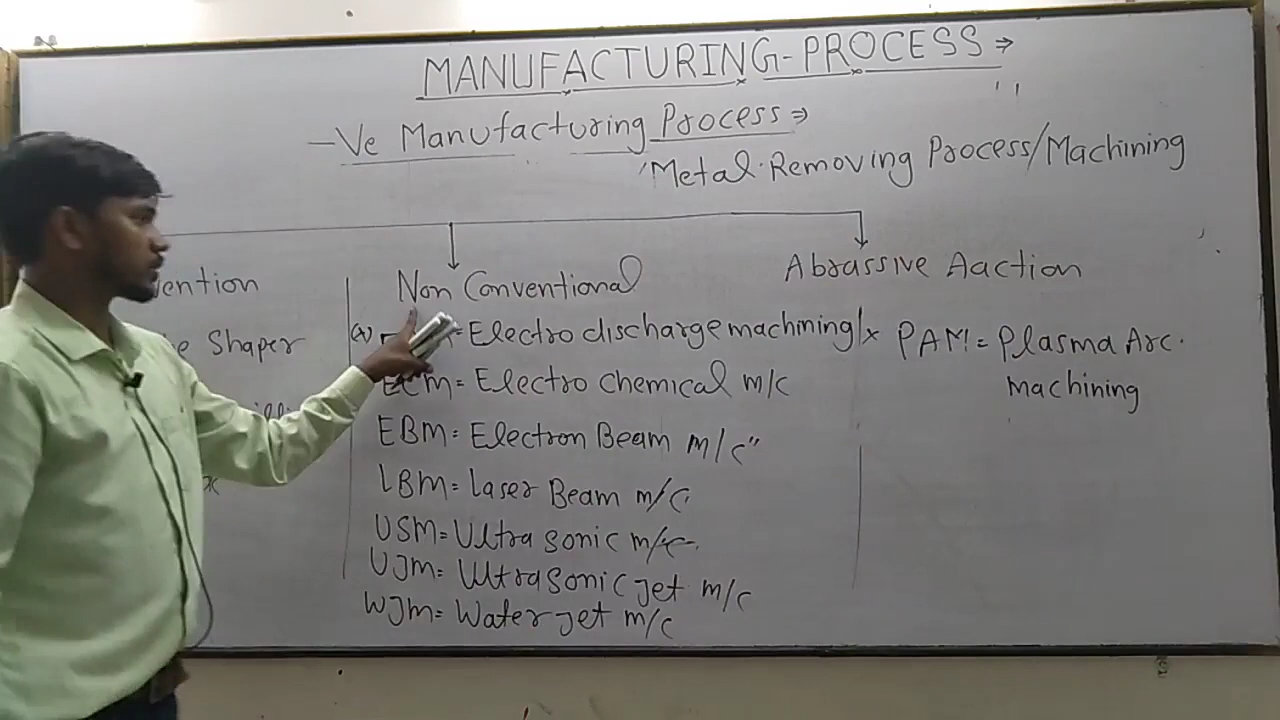 MANUFACTURING-PROCESS ⇒
-Ve Manufacturing Process ⇒
'Metal-Removing Process/Machining
Non Conventional
Abrassive Aaction
Shaper
(A)
= Electro discharge machining
x PAM = Plasma Arc.
machining
ECM = Electro chemical m/c
EBM = Electron Beam m/c"
LBM = Laser Beam m/c
USM = Ultra sonic m/c
UJM = Ultrasonic jet m/c
WJM = Water jet m/c